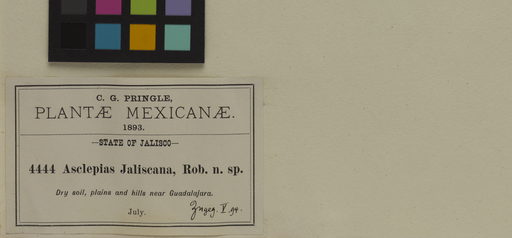 C. G. PRINGLE,
PLANTÆ MEXICANÆ.
1893.
—STATE OF JALISCO—
4444 Asclepias Jaliscana, Rob. n. sp.
Dry soil, plains and hills near Guadalajara.
July.
V. 94.